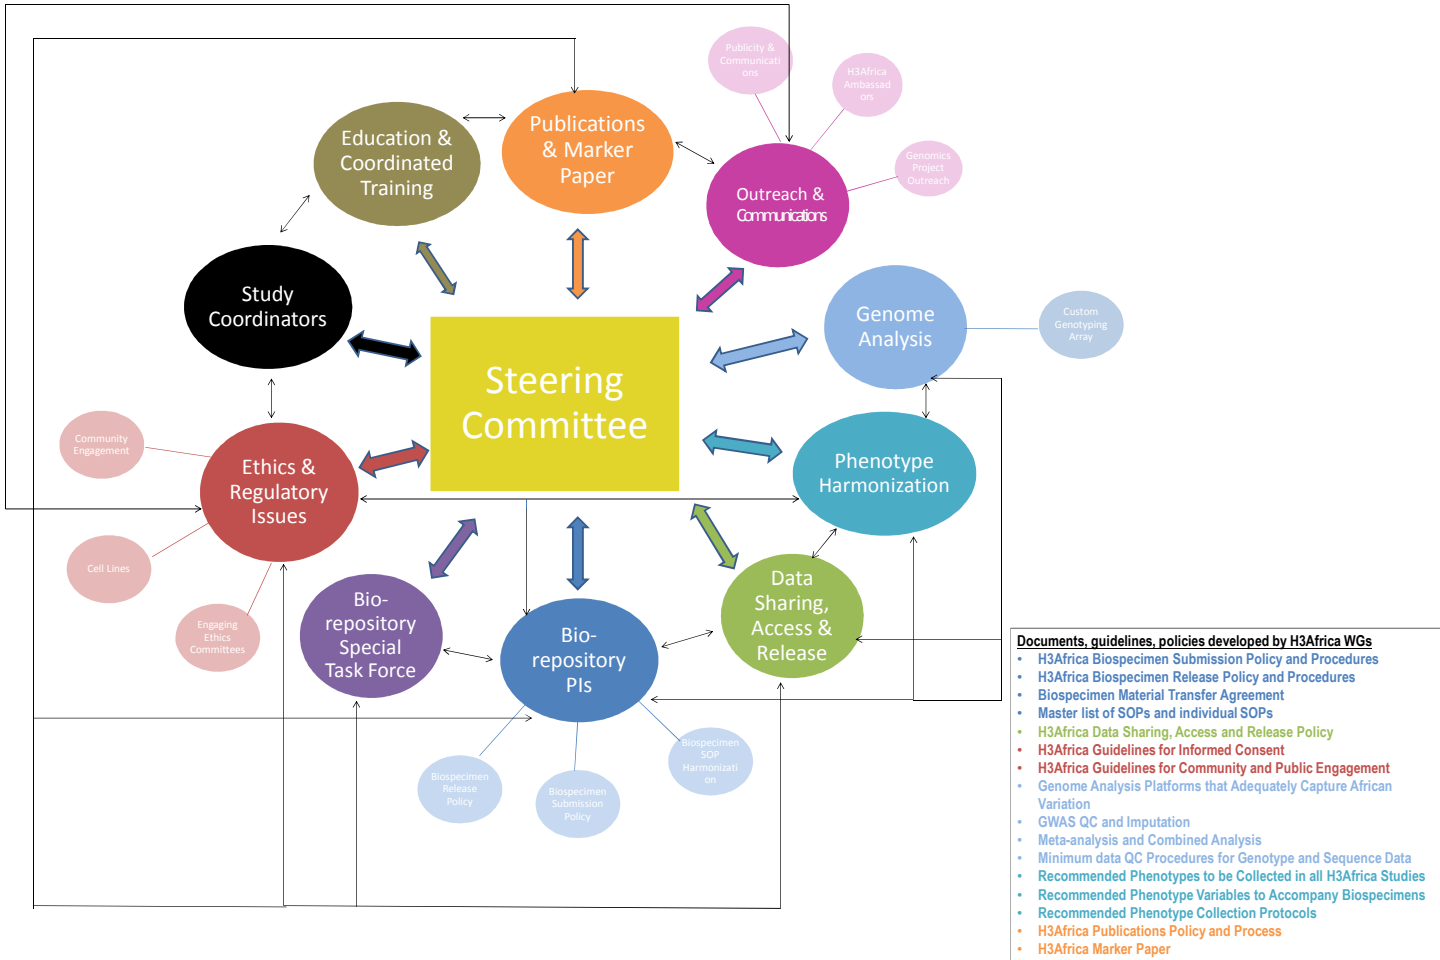 Publicity &
Communicati
ons
H3Africa
Ambassad
ors
Genomics
Project
Outreach
Publications
& Marker
Paper
Education &
Coordinated
Training
Outreach &
Communications
Study
Coordinators
Genome
Analysis
Custom
Genotyping
Array
Steering
Committee
Community
Engagement
Ethics &
Regulatory
Issues
Phenotype
Harmonization
Cell Lines
Engaging
Ethics
Committees
Bio-
repository
Special
Task Force
Bio-
repository
PIs
Data
Sharing,
Access &
Release
Biospecimen
Release
Policy
Biospecimen
Submission
Policy
Biospecimen
SOP
Harmonizati
on
Documents, guidelines, policies developed by H3Africa WGs
• H3Africa Biospecimen Submission Policy and Procedures
• H3Africa Biospecimen Release Policy and Procedures
• Biospecimen Material Transfer Agreement
• Master list of SOPs and individual SOPs
• H3Africa Data Sharing, Access and Release Policy
• H3Africa Guidelines for Informed Consent
• H3Africa Guidelines for Community and Public Engagement
• Genome Analysis Platforms that Adequately Capture African
Variation
• GWAS QC and Imputation
• Meta-analysis and Combined Analysis
• Minimum data QC Procedures for Genotype and Sequence Data
• Recommended Phenotypes to be Collected in all H3Africa Studies
• Recommended Phenotype Variables to Accompany Biospecimens
• Recommended Phenotype Collection Protocols
• H3Africa Publications Policy and Process
• H3Africa Marker Paper